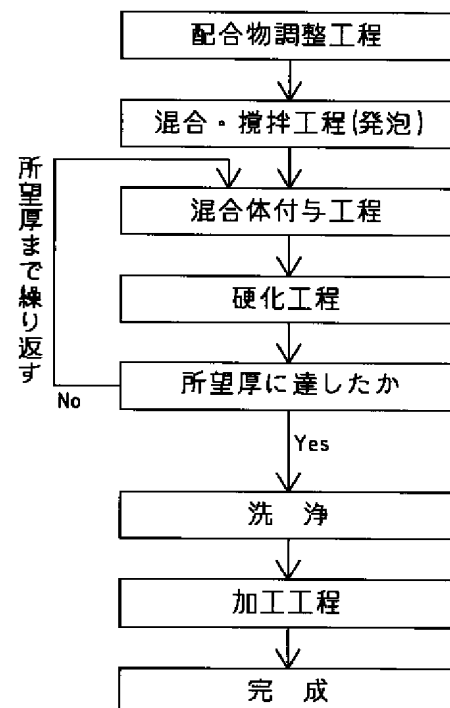 配合物調整工程
混合・攪拌工程(発泡)
所望厚まで繰り返す
混合体付与工程
硬化工程
所望厚に達したか
No
Yes
洗 浄
加工工程
完 成